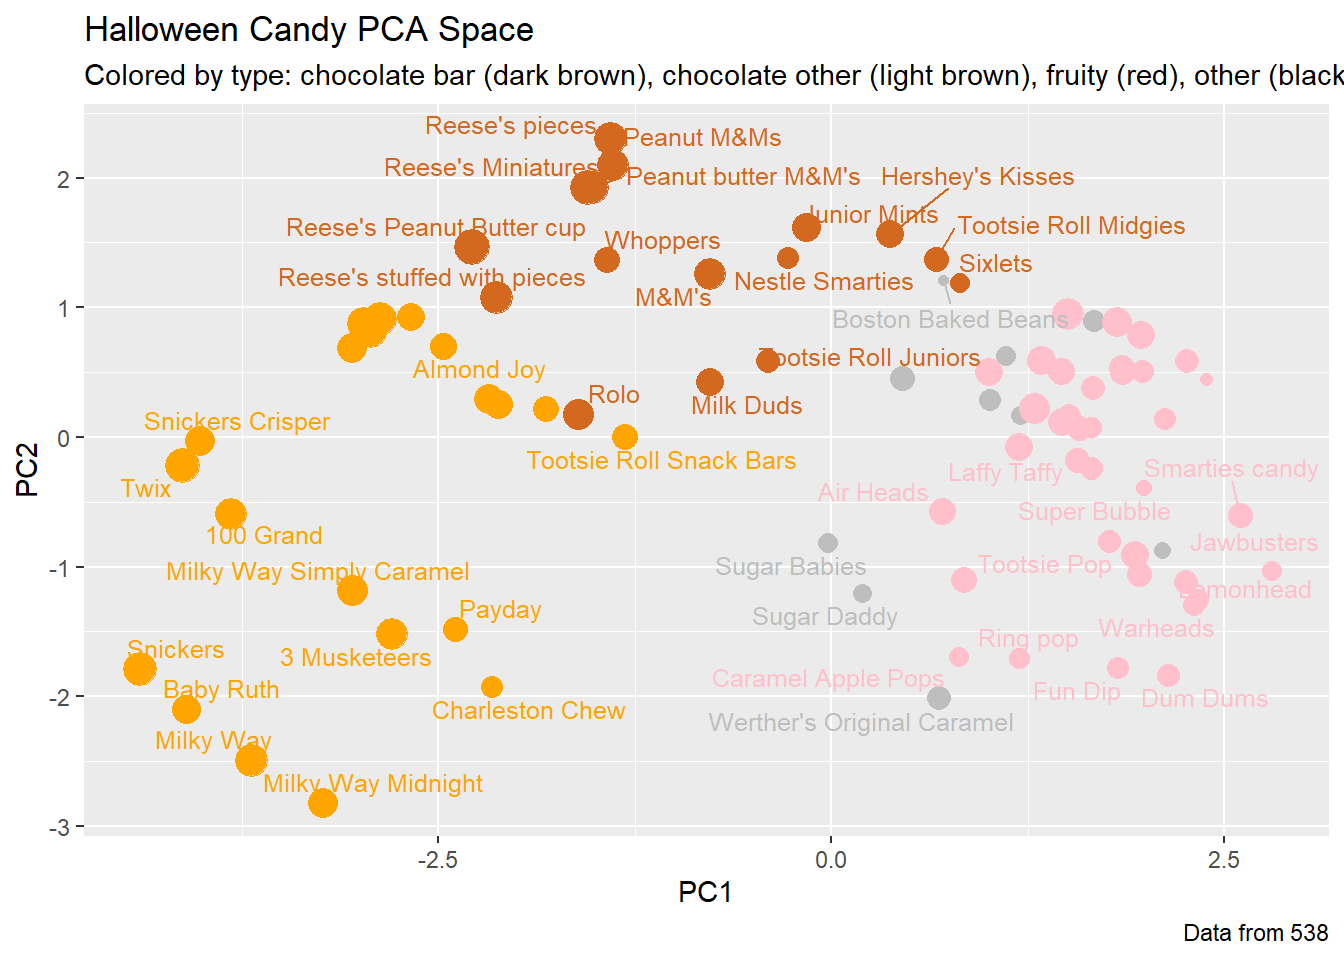 Halloween Candy PCA Space
Colored by type: chocolate bar (dark brown), chocolate other (light brown), fruity (red), other (black
Reese's pieces
Peanut M&Ms
Reese's Miniatures
Peanut butter M&M's
Hershey's Kisses
Junior Mints
Reese's Peanut Butter cup
Tootsie Roll Midgies
Whoppers
Sixlets
Reese's stuffed with pieces
Nestle Smarties
M&M's
Boston Baked Beans
Tootsie Roll Juniors
Almond Joy
Rolo
Milk Duds
Snickers Crisper
Tootsie Roll Snack Bars
Laffy Taffy
Smarties candy
Twix
Air Heads
Super Bubble
100 Grand
Jawbusters
Milky Way Simply Caramel
Sugar Babies
Tootsie Pop
Lemonhead
Payday
Sugar Daddy
Warheads
Ring pop
Snickers
3 Musketeers
Caramel Apple Pops
Baby Ruth
Fun Dip
Dum Dums
Charleston Chew
Werther's Original Caramel
Milky Way
Milky Way Midnight
2
1
0
-1
-2
-3
PC2
-2.5
0.0
2.5
PC1
Data from 538